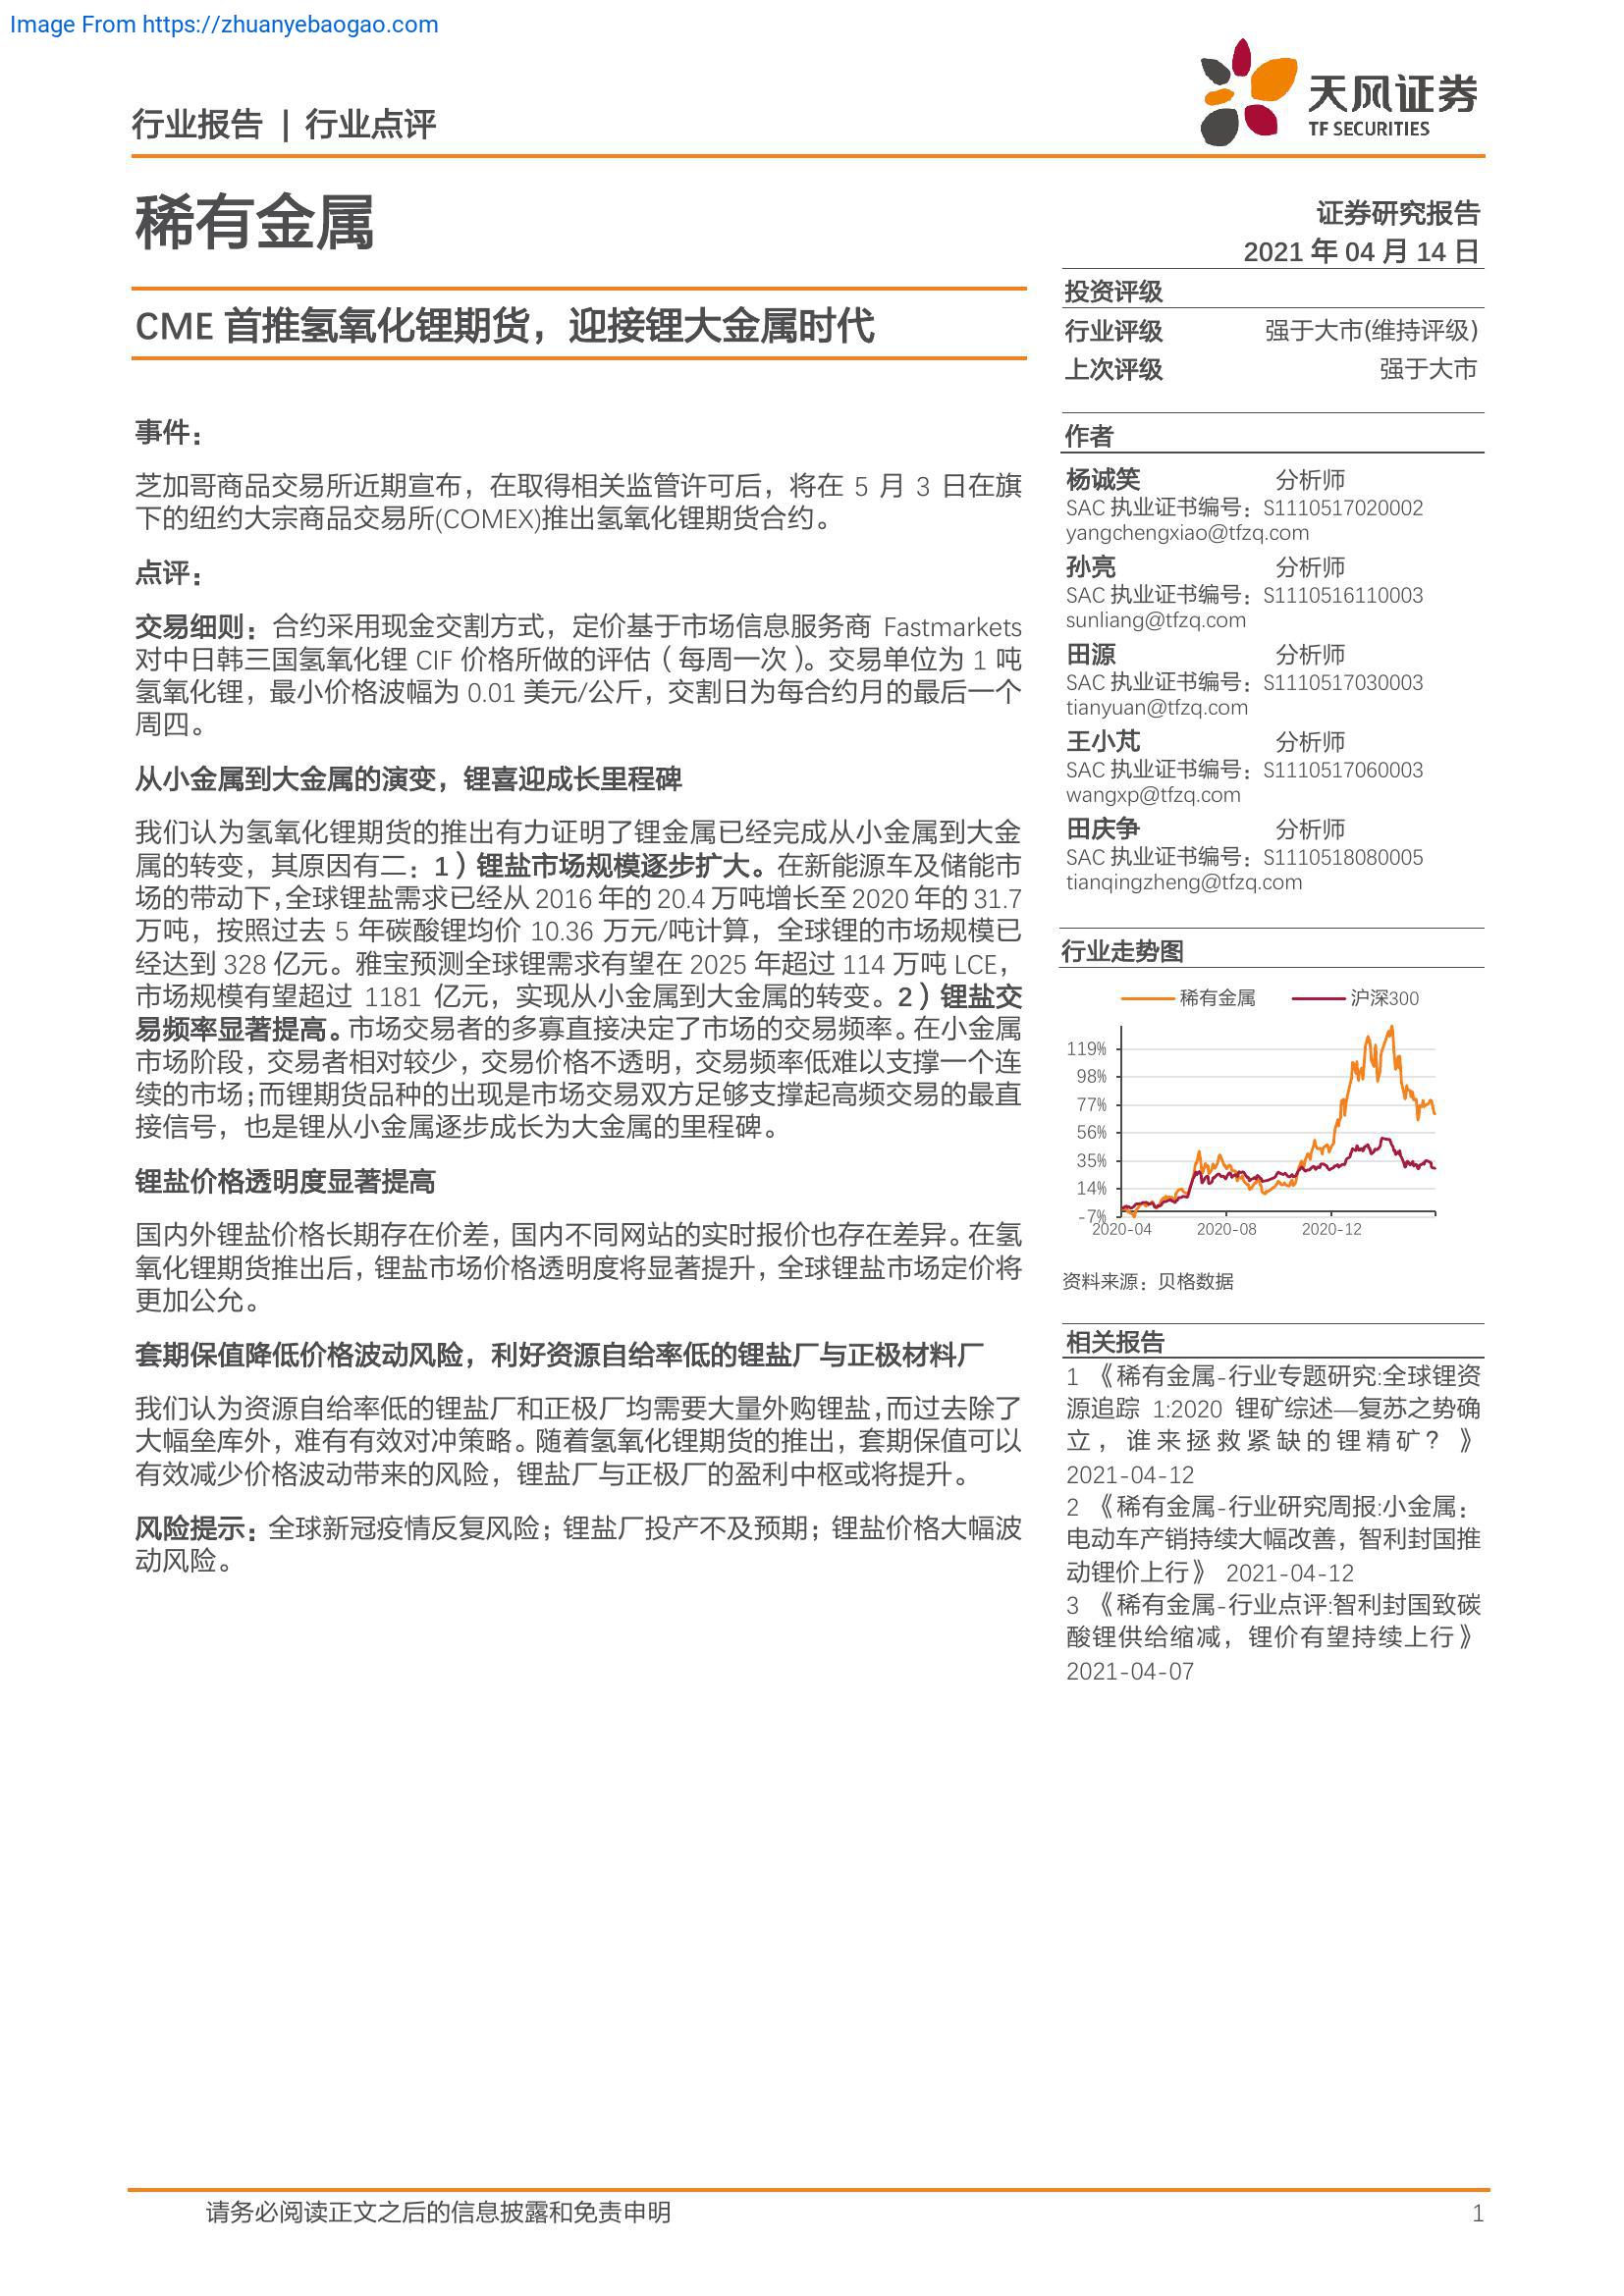 Image From https://zhuanyebaogao.com
行业报告 | 行业点评
天风证券
TF SECURITIES
稀有金属
证券研究报告
2021 年 04 月 14 日
CME 首推氢氧化锂期货，迎接锂大金属时代
事件：
芝加哥商品交易所近期宣布，在取得相关监管许可后，将在 5 月 3 日在旗
下的纽约大宗商品交易所(COMEX)推出氢氧化锂期货合约。
点评：
交易细则：合约采用现金交割方式，定价基于市场信息服务商 Fastmarkets
对中日韩三国氢氧化锂 CIF 价格所做的评估（每周一次）。交易单位为 1 吨
氢氧化锂，最小价格波幅为 0.01 美元/公斤，交割日为每合约月的最后一个
周四。
从小金属到大金属的演变，锂喜迎成长里程碑
我们认为氢氧化锂期货的推出有力证明了锂金属已经完成从小金属到大金
属的转变，其原因有二：1）锂盐市场规模逐步扩大。在新能源车及储能市
场的带动下，全球锂盐需求已经从 2016 年的 20.4 万吨增长至 2020 年的 31.7
万吨，按照过去 5 年碳酸锂均价 10.36 万元/吨计算，全球锂的市场规模已
经达到 328 亿元。雅宝预测全球锂需求有望在 2025 年超过 114 万吨 LCE，
市场规模有望超过 1181 亿元，实现从小金属到大金属的转变。2）锂盐交
易频率显著提高。市场交易者的多寡直接决定了市场的交易频率。在小金属
市场阶段，交易者相对较少，交易价格不透明，交易频率低难以支撑一个连
续的市场；而锂期货品种的出现是市场交易双方足够支撑起高频交易的最直
接信号，也是锂从小金属逐步成长为大金属的里程碑。
锂盐价格透明度显著提高
国内外锂盐价格长期存在价差，国内不同网站的实时报价也存在差异。在氢
氧化锂期货推出后，锂盐市场价格透明度将显著提升，全球锂盐市场定价将
更加公允。
套期保值降低价格波动风险，利好资源自给率低的锂盐厂与正极材料厂
我们认为资源自给率低的锂盐厂和正极厂均需要大量外购锂盐，而过去除了
大幅垒库外，难有有效对冲策略。随着氢氧化锂期货的推出，套期保值可以
有效减少价格波动带来的风险，锂盐厂与正极厂的盈利中枢或将提升。
风险提示：全球新冠疫情反复风险；锂盐厂投产不及预期；锂盐价格大幅波
动风险。
投资评级
行业评级 强于大市(维持评级)
上次评级 强于大市
作者
杨诚笑 分析师
SAC 执业证书编号：S1110517020002
yangchengxiao@tfzq.com
孙亮 分析师
SAC 执业证书编号：S1110516110003
sunliang@tfzq.com
田源 分析师
SAC 执业证书编号：S1110517030003
tianyuan@tfzq.com
王小芃 分析师
SAC 执业证书编号：S1110517060003
wangxp@tfzq.com
田庆争 分析师
SAC 执业证书编号：S1110518080005
tianqingzheng@tfzq.com
行业走势图
稀有金属 沪深300
119%
98%
77%
56%
35%
14%
-7%
2020-04 2020-08 2020-12
资料来源：贝格数据
相关报告
1 《稀有金属-行业专题研究:全球锂资
源追踪 1:2020 锂矿综述—复苏之势确
立，谁来拯救紧缺的锂精矿？》
2021-04-12
2 《稀有金属-行业研究周报:小金属：
电动车产销持续大幅改善，智利封国推
动锂价上行》 2021-04-12
3 《稀有金属-行业点评:智利封国致碳
酸锂供给缩减，锂价有望持续上行》
2021-04-07
请务必阅读正文之后的信息披露和免责申明 1